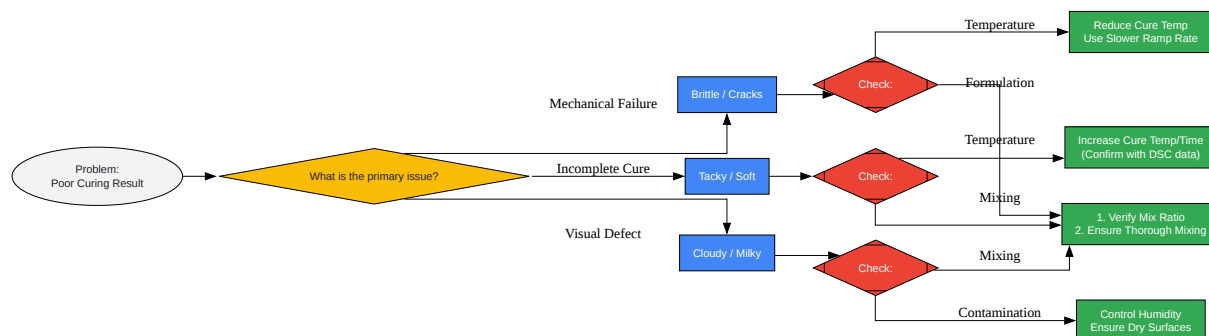 Problem:
Poor Curing Result
What is the primary issue?
Mechanical Failure
Incomplete Cure
Visual Defect
Brittle / Cracks
Tacky / Soft
Cloudy / Milky
Check:
Temperature
Formulation
Check:
Temperature
Mixing
Check:
Mixing
Contamination
Reduce Cure Temp
Use Slower Ramp Rate
Increase Cure Temp/Time
(Confirm with DSC data)
1. Verify Mix Ratio
2. Ensure Thorough Mixing
Control Humidity
Ensure Dry Surfaces